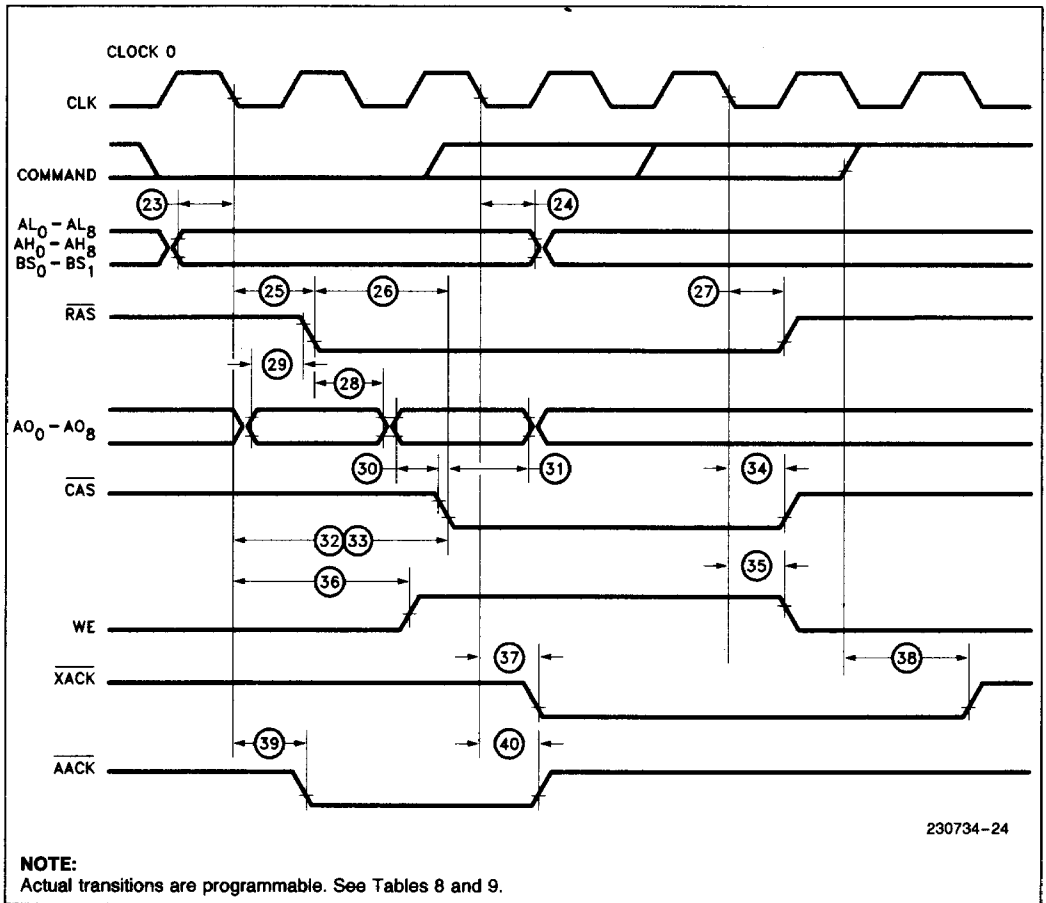 CLOCK 0
CLK
COMMAND
23
24
AL0 – AL8
AH0 – AH8
BS0 – BS1
25
26
27
RAS
29
28
AO0 – AO8
30
31
34
CAS
32 33
35
36
WE
37
38
XACK
39
40
AACK
230734–24
NOTE:
Actual transitions are programmable. See Tables 8 and 9.